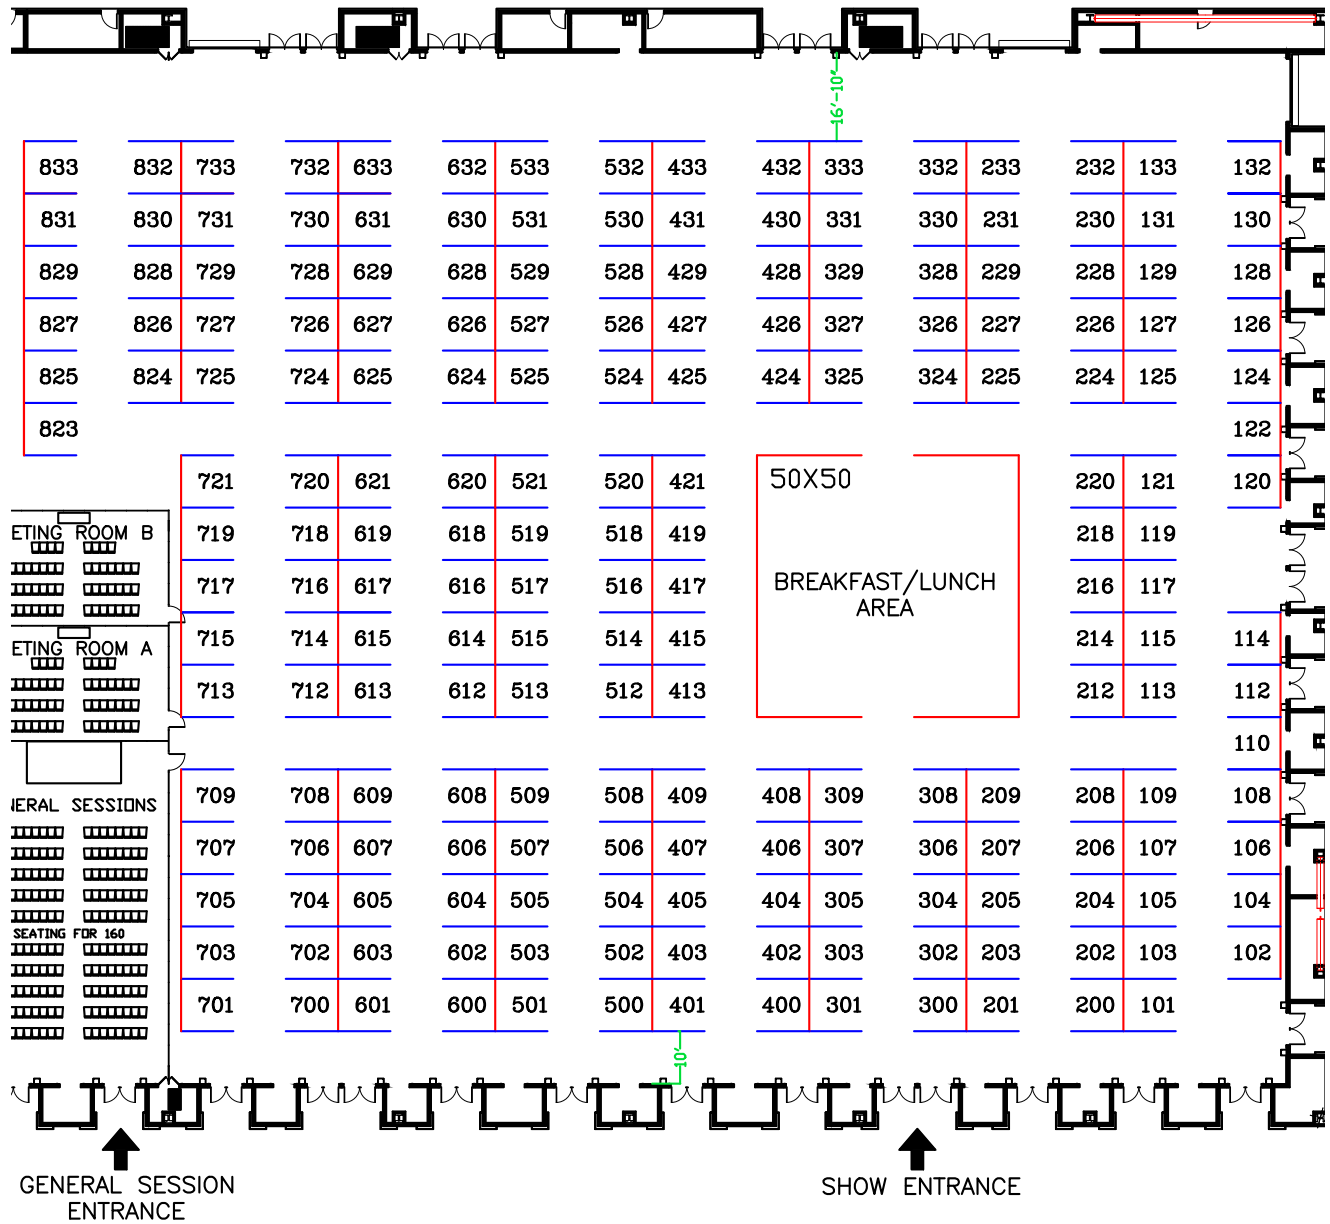 16'-10"
833 832 733 732 633 632 533 532 433 432 333 332 233 232 133 132
831 830 731 730 631 630 531 530 431 430 331 330 231 230 131 130
829 828 729 728 629 628 529 528 429 428 329 328 229 228 129 128
827 826 727 726 627 626 527 526 427 426 327 326 227 226 127 126
825 824 725 724 625 624 525 524 425 424 325 324 225 224 125 124
823 122
721 720 621 620 521 520 421 50X50 220 121 120
ETING ROOM B 719 718 619 618 519 518 419 218 119
717 716 617 616 517 516 417 BREAKFAST/LUNCH 216 117
AREA
ETING ROOM A 715 714 615 614 515 514 415 214 115 114
713 712 613 612 513 512 413 212 113 112
110
NERAL SESSIONS 709 708 609 608 509 508 409 408 309 308 209 208 109 108
707 706 607 606 507 506 407 406 307 306 207 206 107 106
705 704 605 604 505 504 405 404 305 304 205 204 105 104
SEATING FOR 160
703 702 603 602 503 502 403 402 303 302 203 202 103 102
701 700 601 600 501 500 401 400 301 300 201 200 101
10'
GENERAL SESSION
ENTRANCE
SHOW ENTRANCE